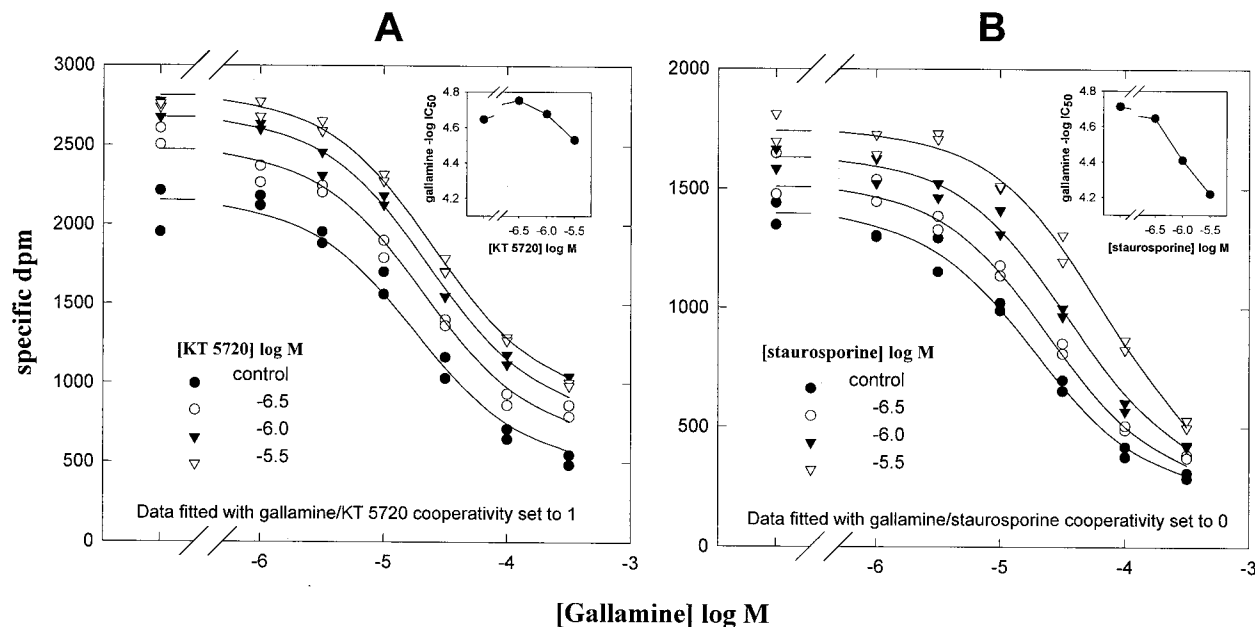 A
3000
2500
2000
1500
1000
500
0
specific dpm
-6
-5
-4
-3
4.8
4.6
4.4
4.2
gallamine -log IC50
-6.5
-6.0
-5.5
[KT 5720] log M
[KT 5720] log M
control
-6.5
-6.0
-5.5
Data fitted with gallamine/KT 5720 cooperativity set to 1
B
2000
1500
1000
500
0
-6
-5
-4
-3
4.8
4.6
4.4
4.2
gallamine -log IC50
-6.5
-6.0
-5.5
[staurosporine] log M
[staurosporine] log M
control
-6.5
-6.0
-5.5
Data fitted with gallamine/staurosporine cooperativity set to 0
[Gallamine] log M